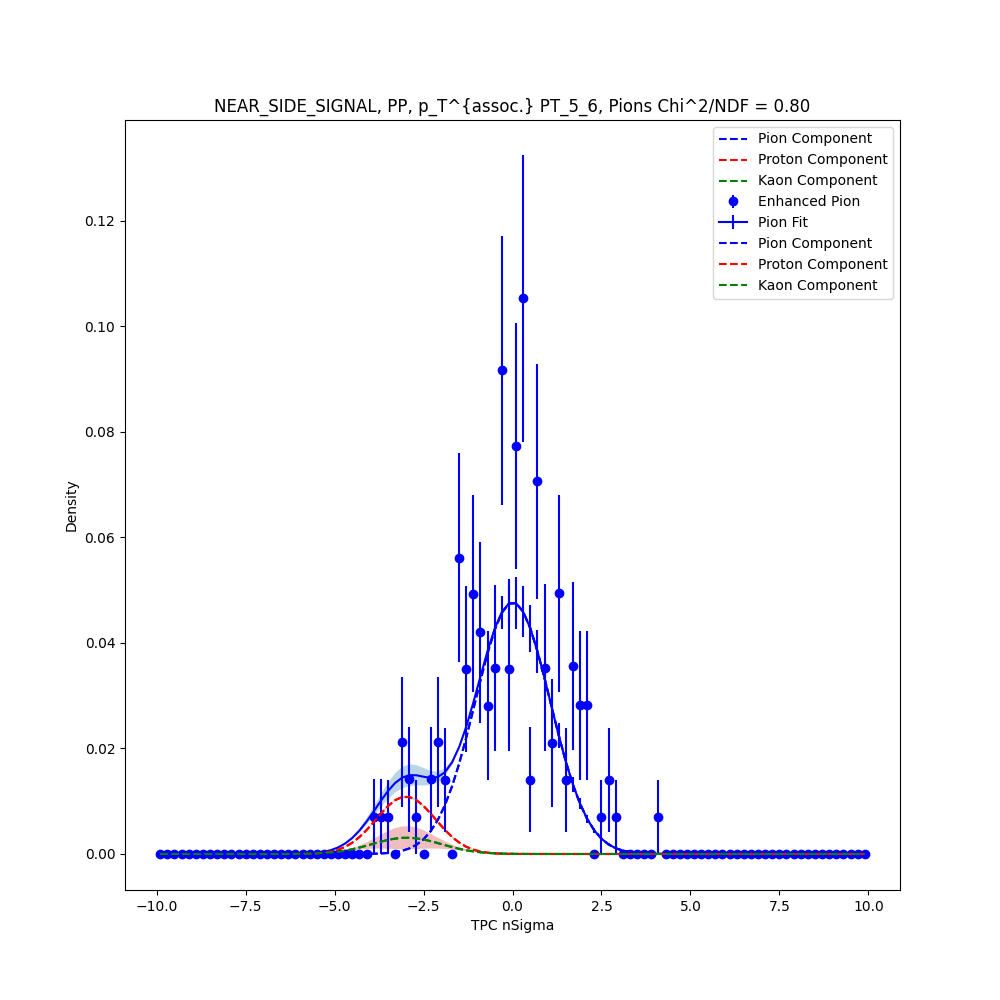 NEAR_SIDE_SIGNAL, PP, p_T^{assoc.} PT_5_6, Pions Chi^2/NDF = 0.80
Pion Component
Proton Component
Kaon Component
Enhanced Pion
Pion Fit
Pion Component
Proton Component
Kaon Component
0.12
0.10
0.08
0.06
0.04
0.02
0.00
Density
−10.0 −7.5 −5.0 −2.5 0.0 2.5 5.0 7.5 10.0
TPC nSigma